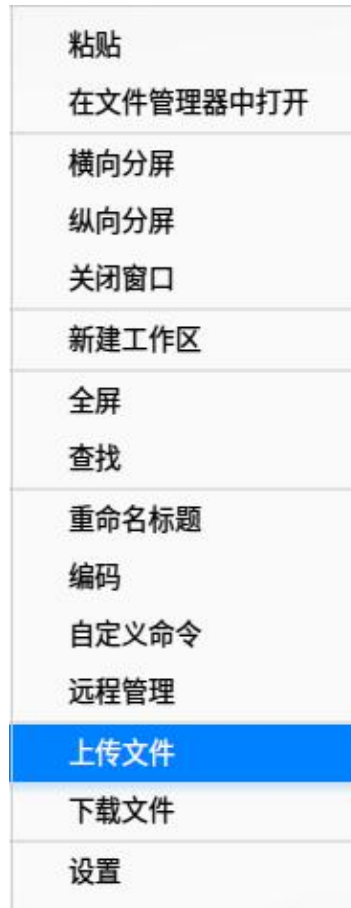 粘贴
在文件管理器中打开
横向分屏
纵向分屏
关闭窗口
新建工作区
全屏
查找
重命名标题
编码
自定义命令
远程管理
上传文件
下载文件
设置